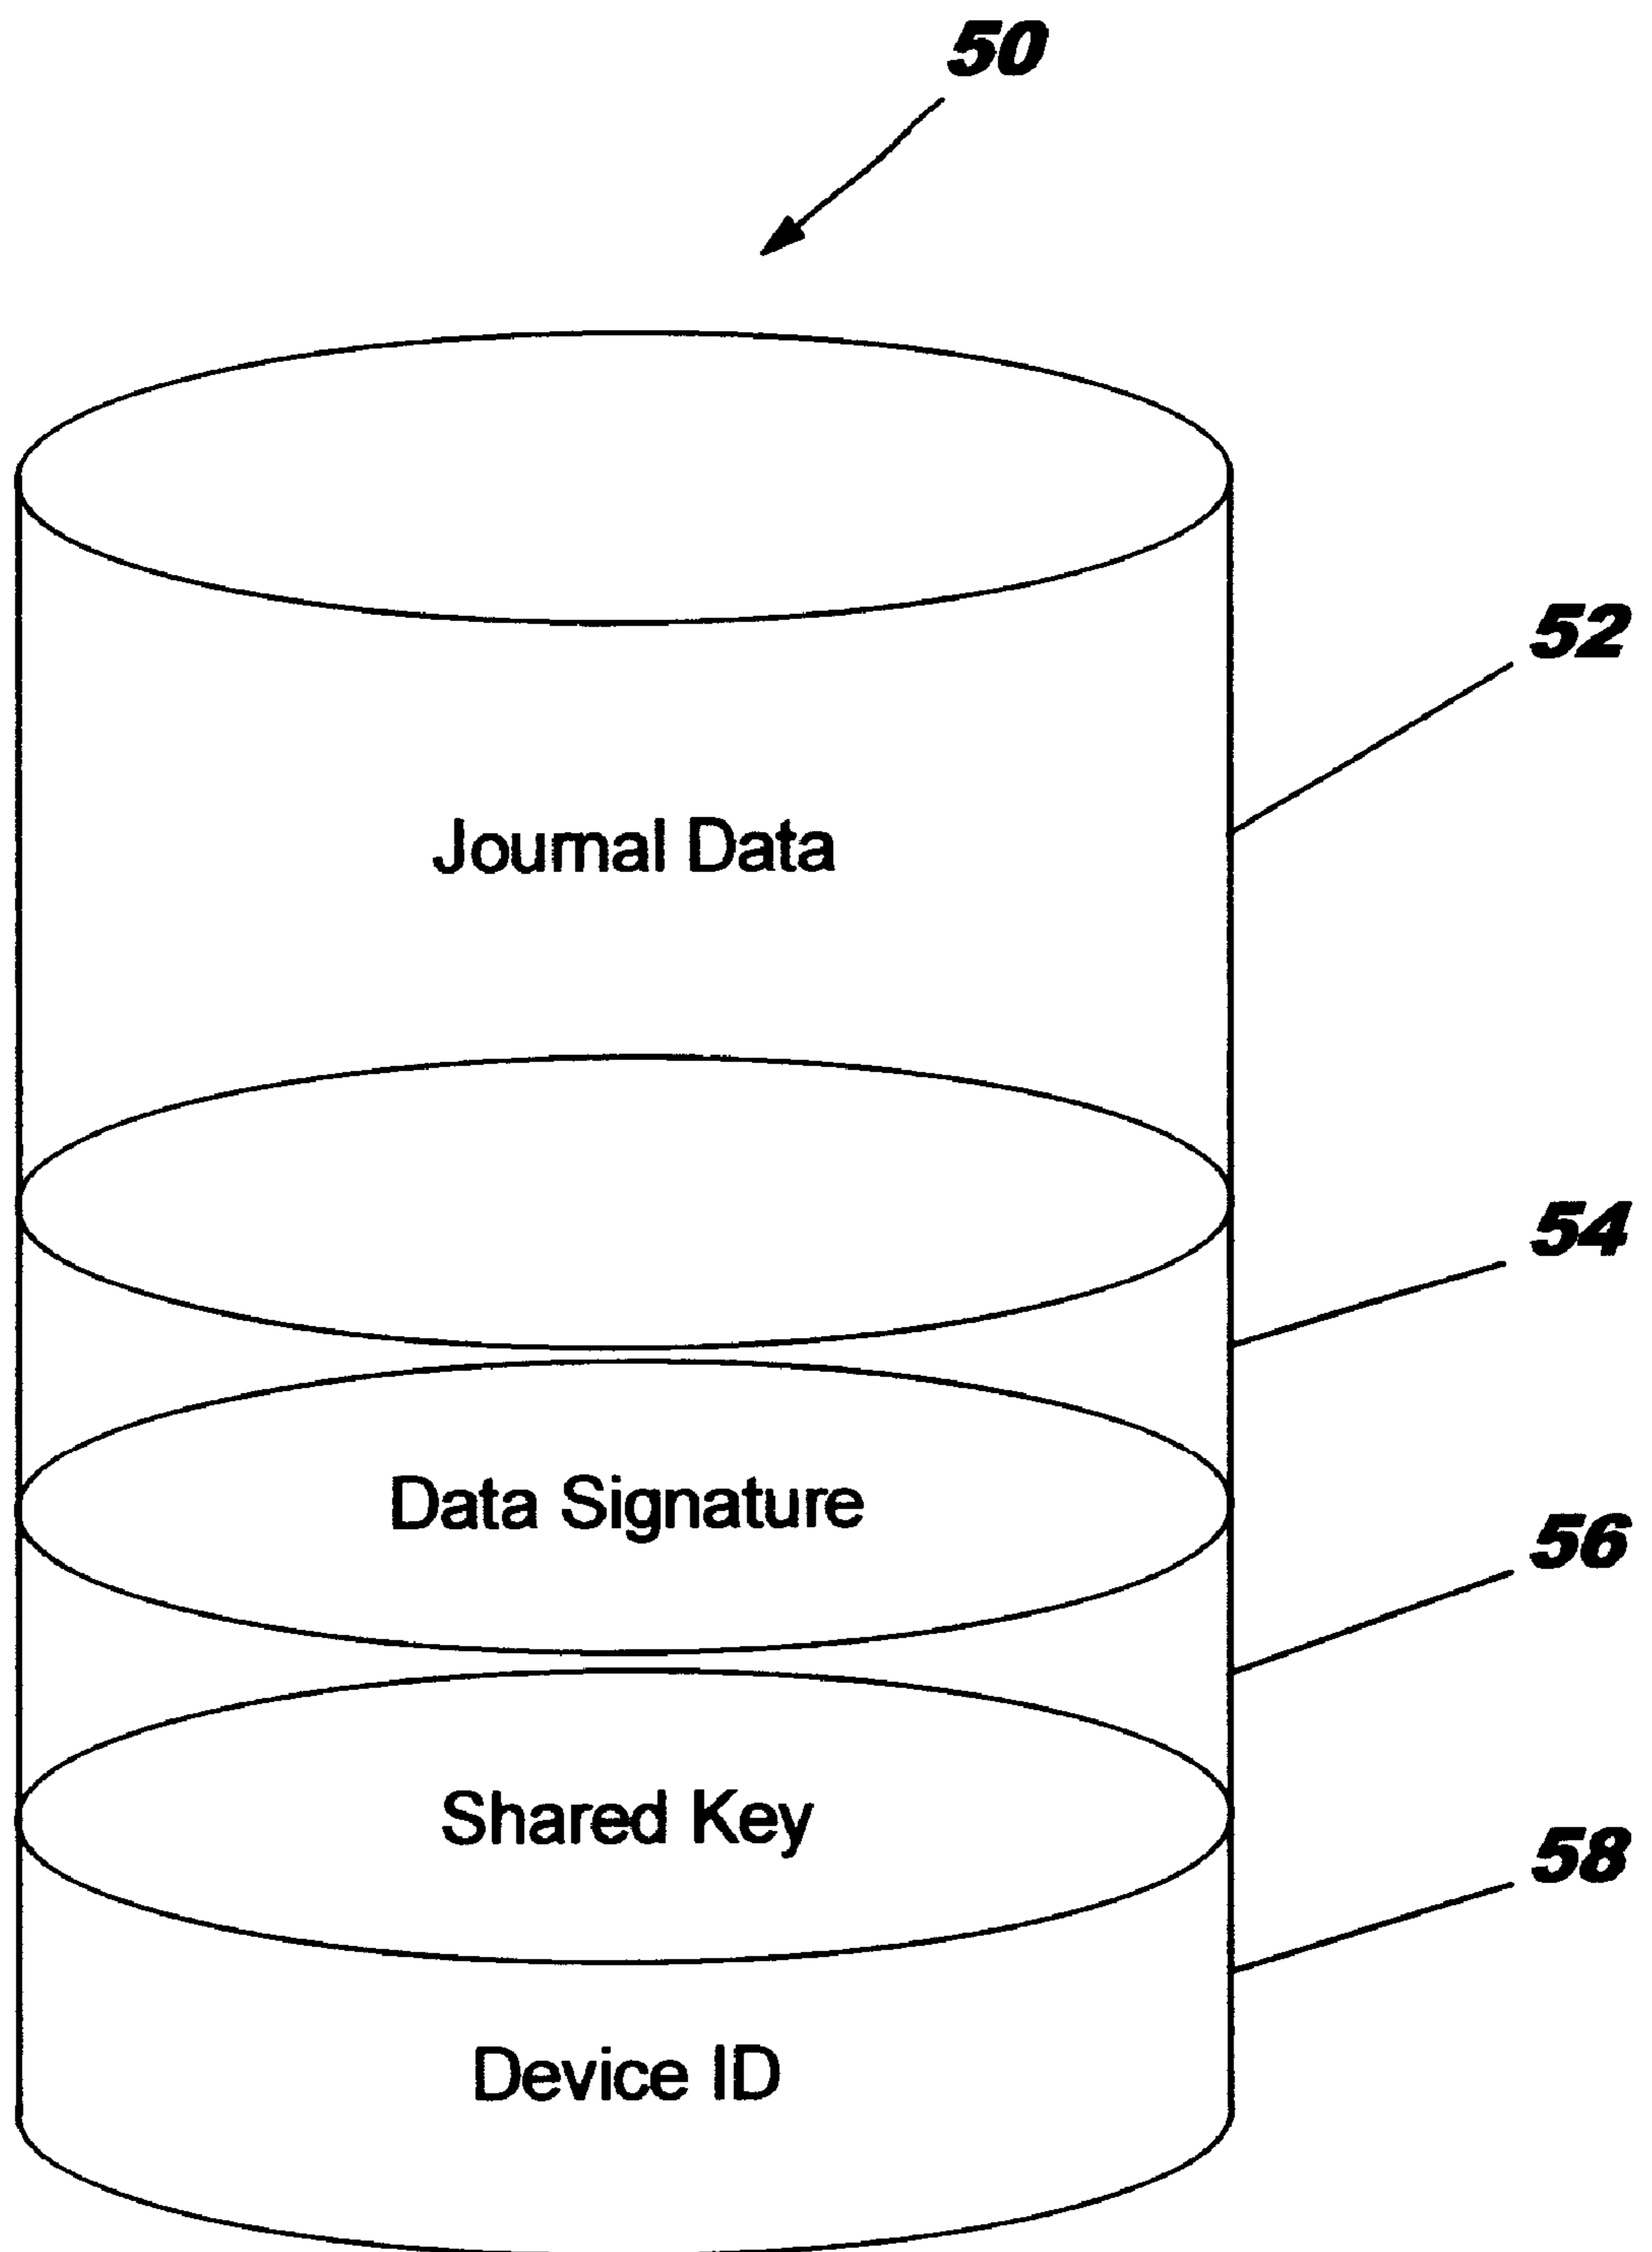 50
52
Journal Data
54
Data Signature
56
Shared Key
58
Device ID